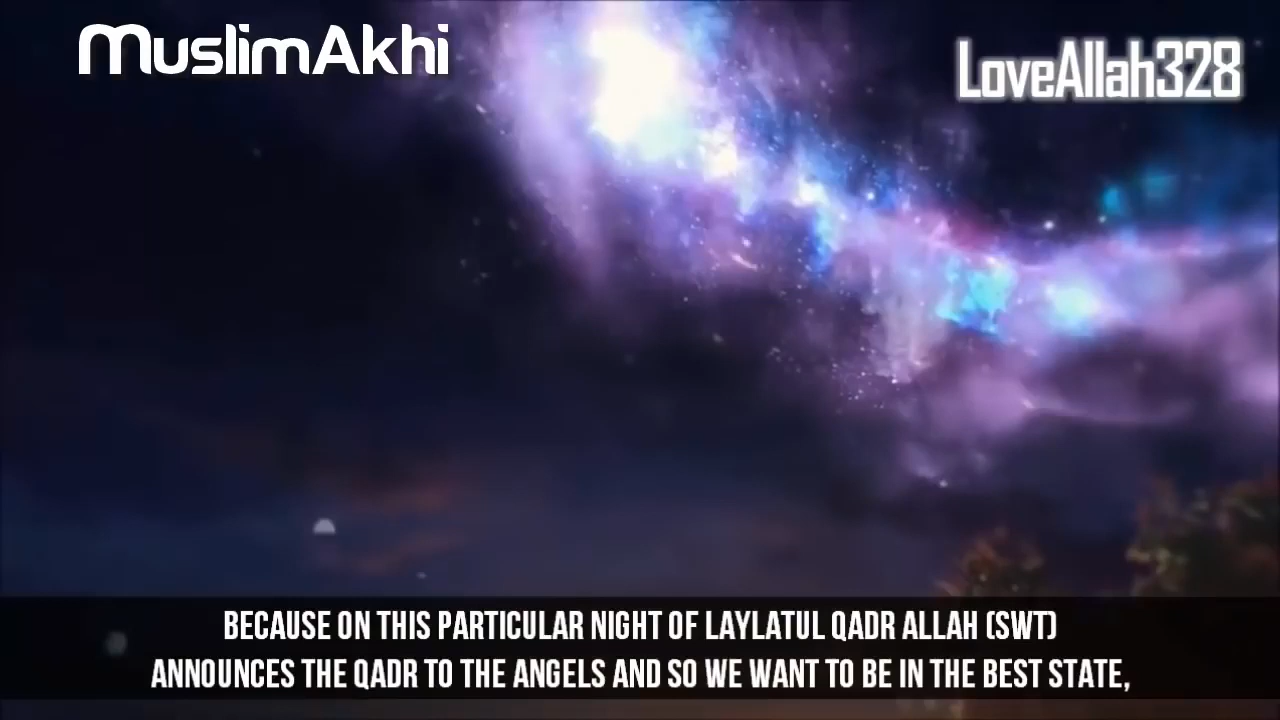 MuslimAkhi
LoveAllah328
BECAUSE ON THIS PARTICULAR NIGHT OF LAYLATUL QADR ALLAH (SWT)
ANNOUNCES THE QADR TO THE ANGELS AND SO WE WANT TO BE IN THE BEST STATE,